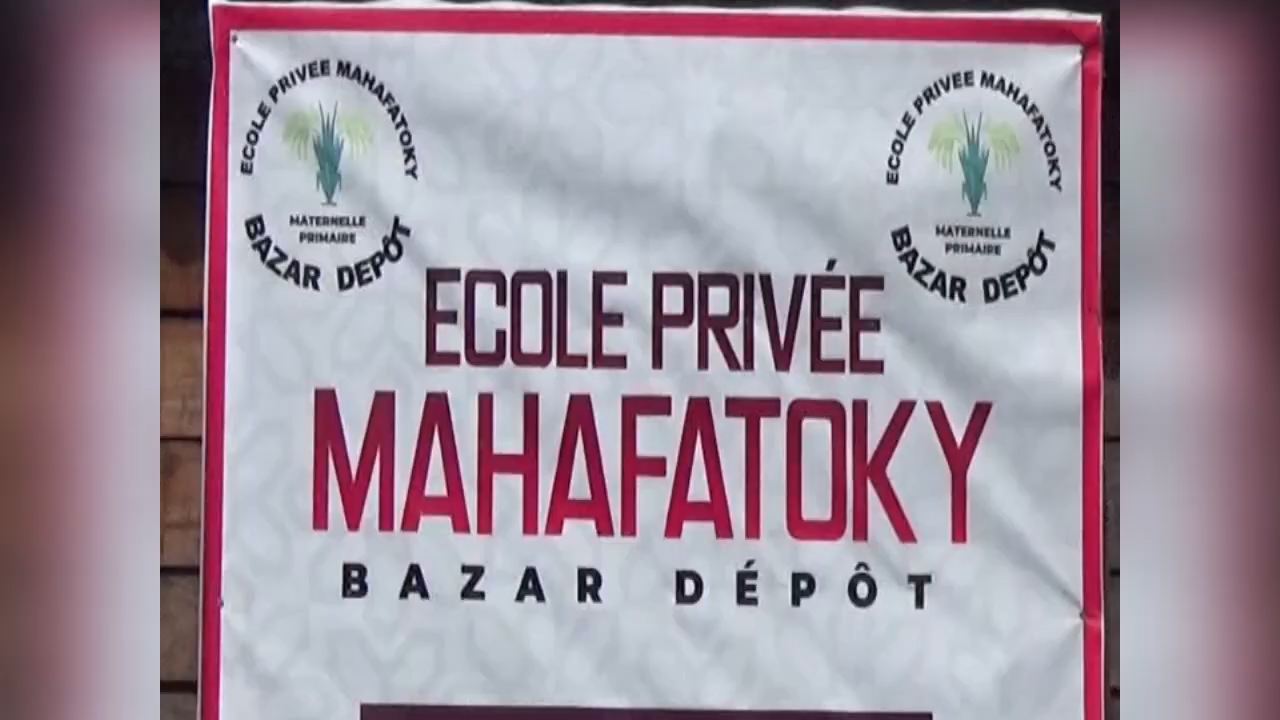 ECOLE PRIVEE MAHAFATOKY
MATERNELLE
PRIMAIRE
BAZAR DEPÔT
ECOLE PRIVEE MAHAFATOKY
MATERNELLE
PRIMAIRE
BAZAR DEPÔT
ECOLE PRIVÉE
MAHAFATOKY
BAZAR DÉPÔT